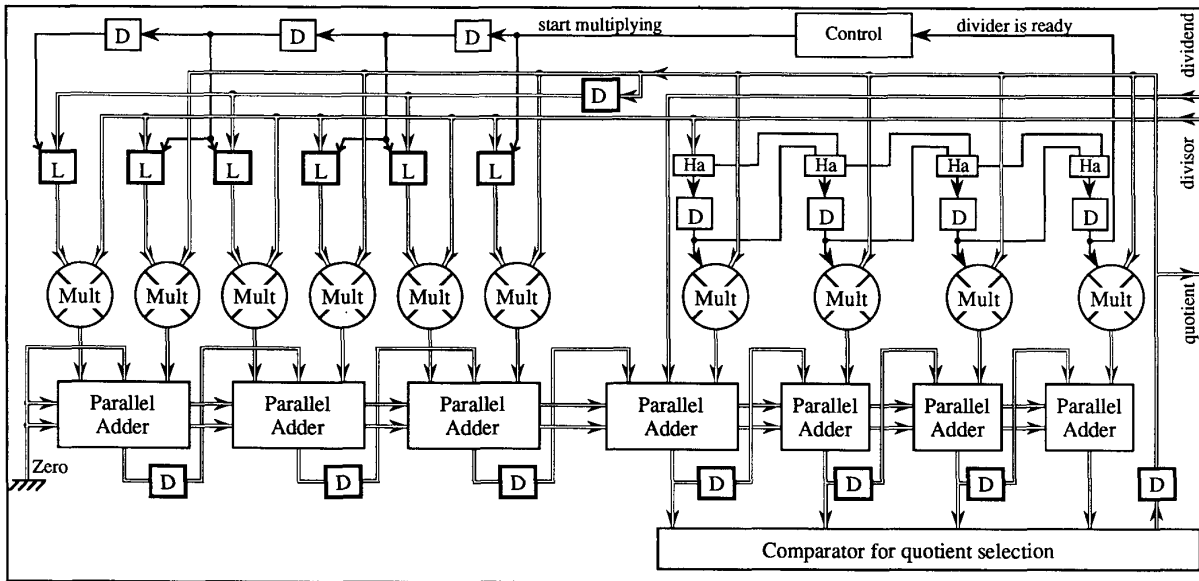 D D D start multiplying Control divider is ready dividend
D
L L L L L L Ha Ha Ha Ha divisor
D D D D
Mult Mult Mult Mult Mult Mult Mult Mult Mult Mult quotient
Parallel Adder
Parallel Adder
Parallel Adder
Parallel Adder
Parallel Adder
Parallel Adder
Parallel Adder
Zero D D D D D D D
Comparator for quotient selection